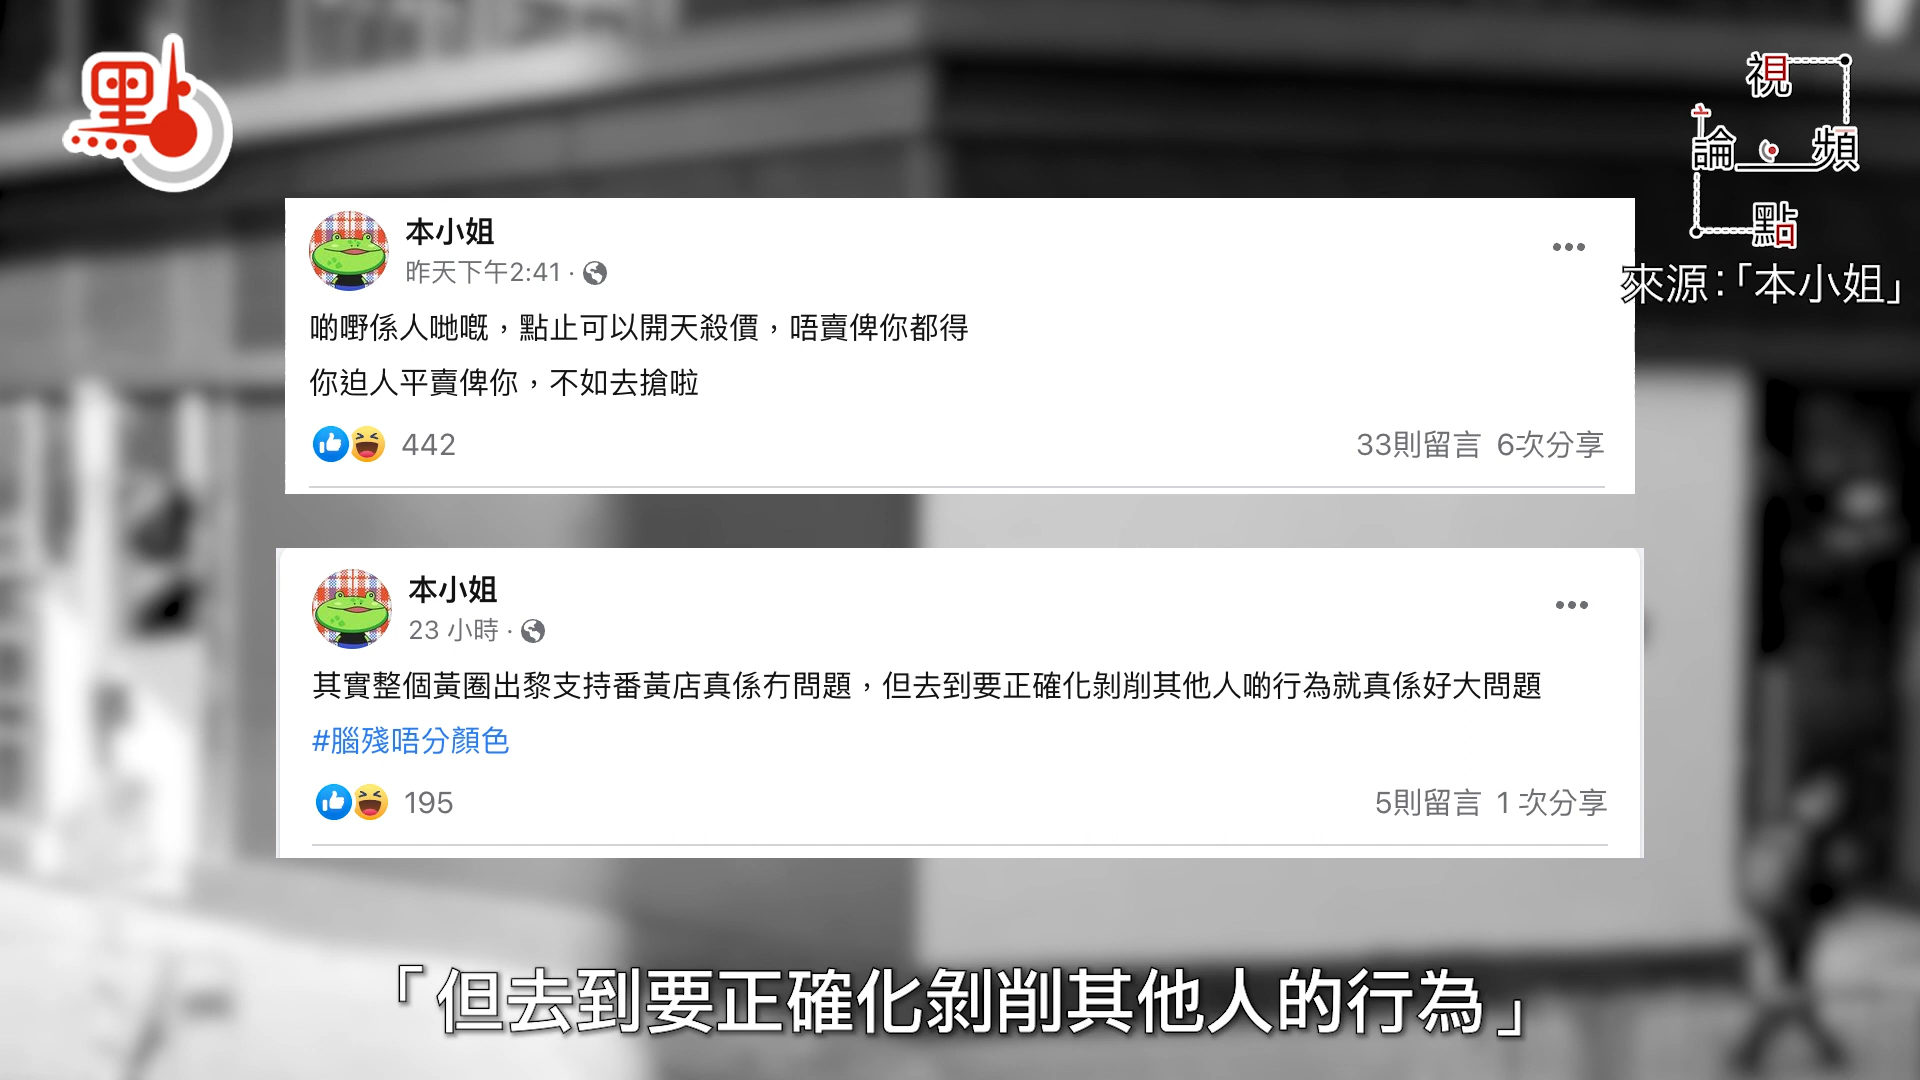 點
視頻
論點
來源：「本小姐」
本小姐
昨天下午2:41 ·
啲嘢係人哋嘅，點止可以開天殺價，唔賣俾你都得
你迫人平賣俾你，不如去搶啦
442
33則留言 6次分享
本小姐
23 小時 ·
其實整個黃圈出黎支持番黃店真係冇問題，但去到要正確化剝削其他人啲行為就真係好大問題
#腦殘唔分顏色
195
5則留言 1 次分享
「但去到要正確化剝削其他人的行為」